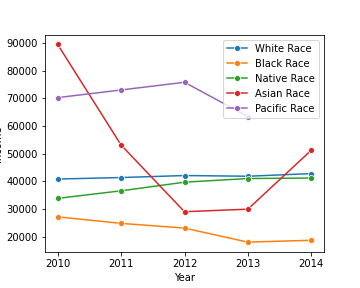 90000
80000
70000
60000
50000
40000
30000
20000
2010
2011
2012
2013
2014
Year
White Race
Black Race
Native Race
Asian Race
Pacific Race